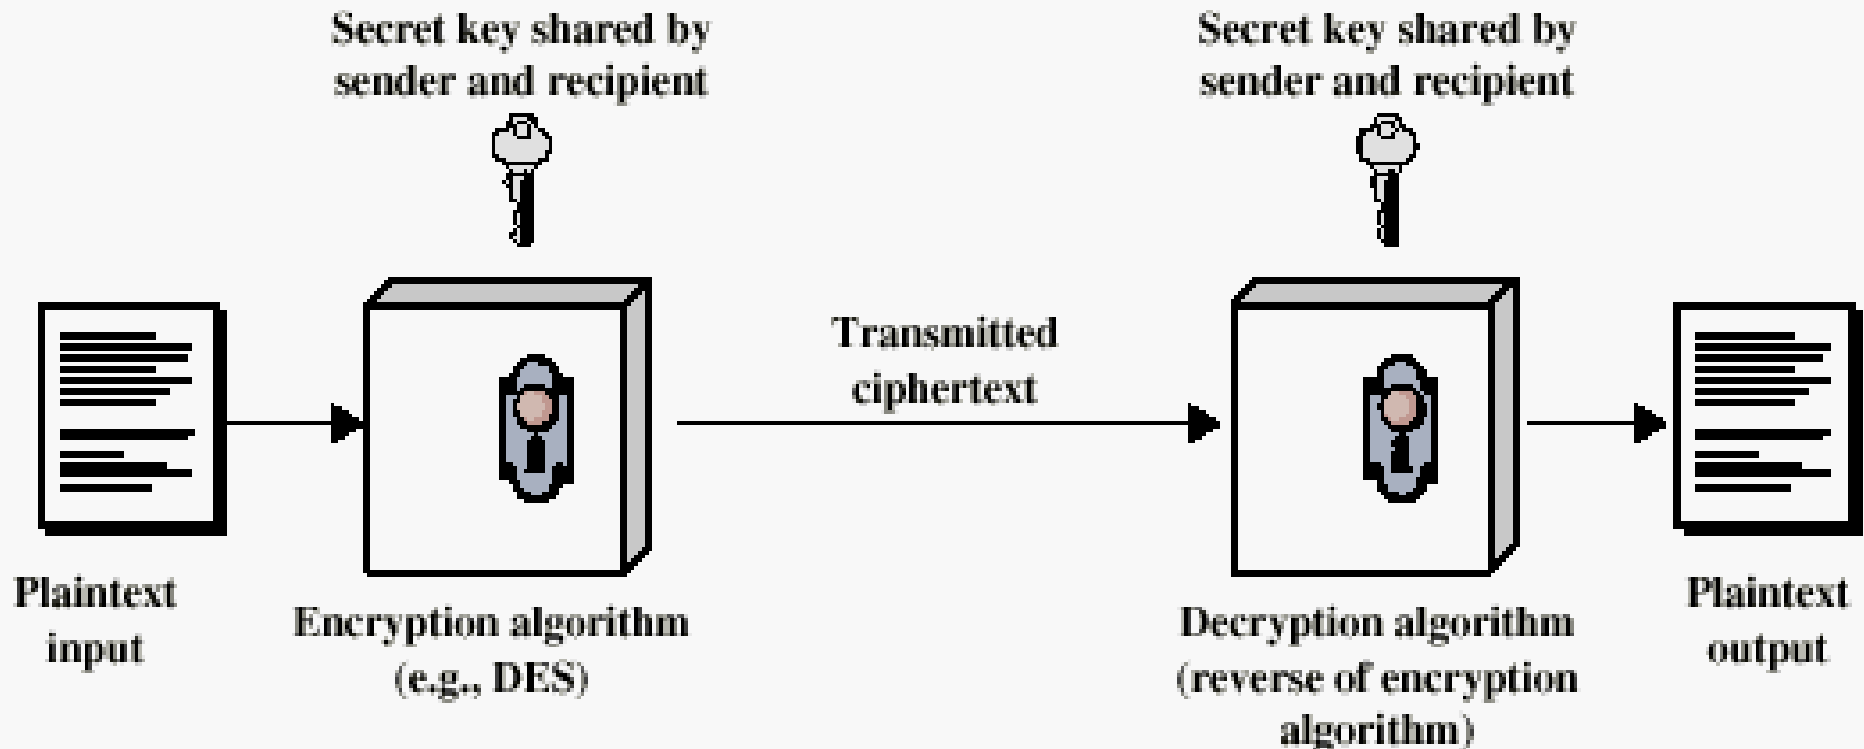 Secret key shared by
sender and recipient
Secret key shared by
sender and recipient
Transmitted
ciphertext
Plaintext
input
Encryption algorithm
(e.g., DES)
Decryption algorithm
(reverse of encryption
algorithm)
Plaintext
output